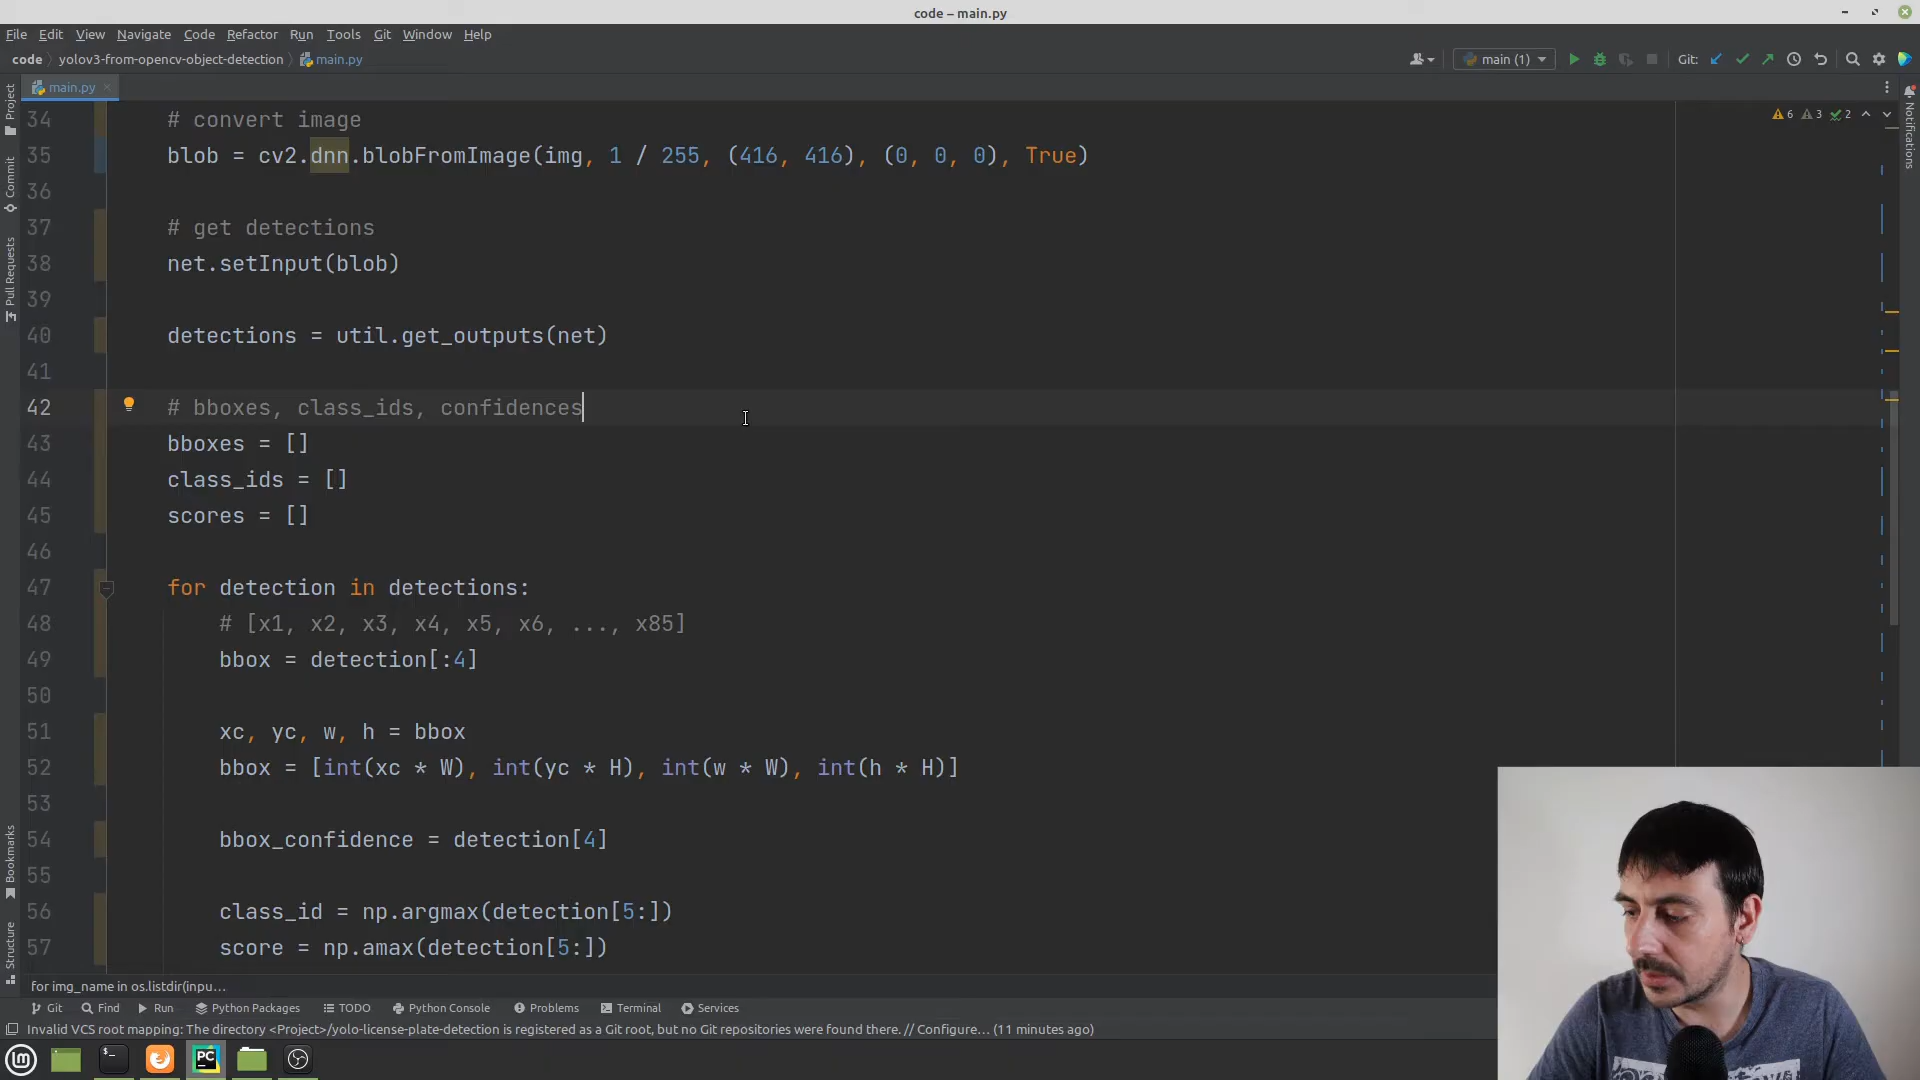 code – main.py
File Edit View Navigate Code Refactor Run Tools Git Window Help
code yolov3-from-opencv-object-detection main.py main (1) Git:
main.py
6 3 2
34 # convert image
35 blob = cv2.dnn.blobFromImage(img, 1 / 255, (416, 416), (0, 0, 0), True)
36
37 # get detections
38 net.setInput(blob)
39
40 detections = util.get_outputs(net)
41
42 # bboxes, class_ids, confidences
43 bboxes = []
44 class_ids = []
45 scores = []
46
47 for detection in detections:
48 # [x1, x2, x3, x4, x5, x6, ..., x85]
49 bbox = detection[:4]
50
51 xc, yc, w, h = bbox
52 bbox = [int(xc * W), int(yc * H), int(w * W), int(h * H)]
53
54 bbox_confidence = detection[4]
55
56 class_id = np.argmax(detection[5:])
57 score = np.amax(detection[5:])
Project
Commit
Pull Requests
Bookmarks
Structure
Notifications
for img_name in os.listdir(inpu...
Git Find Run Python Packages TODO Python Console Problems Terminal Services
Invalid VCS root mapping: The directory <Project>/yolo-license-plate-detection is registered as a Git root, but no Git repositories were found there. // Configure... (11 minutes ago)
PC